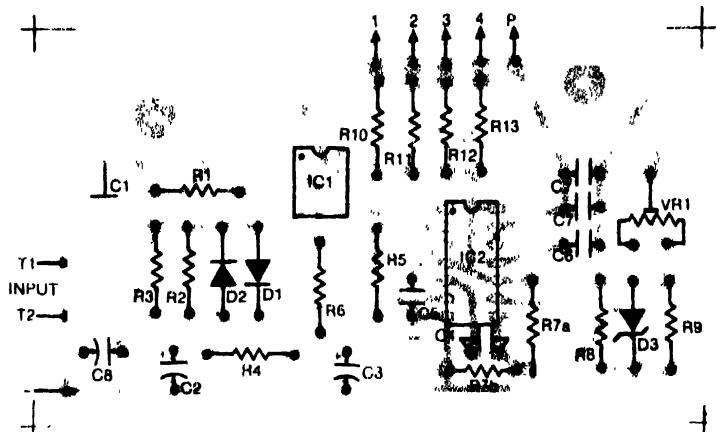 1 2 3 4 P
R10 R11 R12 R13
C1 R1 IC1
C7 VR1
C6
T1
INPUT
T2
R3 R2 D2 D1 R6 R5 IC2
R7a R8 D3 R9
C8 C2 R4 C3